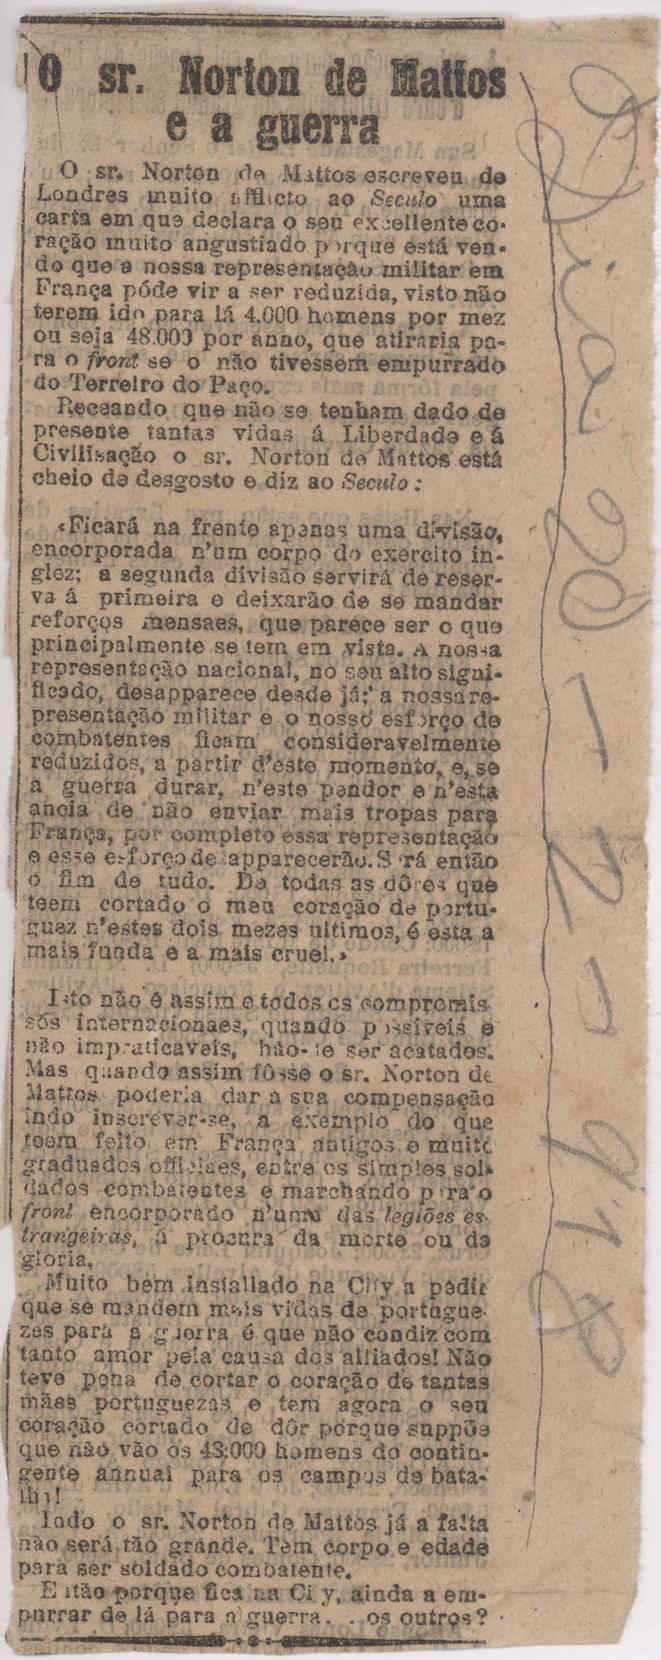 O sr. Norton de Mattos
e a guerra
O sr. Norton de Mattos escreveu de
Londres muito afflicto ao Seculo uma
carta em que declara o seu excellente co-
ração muito angustiado porque está ven-
do que a nossa representação militar em
França póde vir a ser reduzida, visto não
terem ido para lá 4.000 homens por mez
ou seja 48.000 por anno, que atiraria pa-
ra o front se o não tivessem empurrado
do Terreiro do Paço.
Receando que não se tenham dado de
presente tantas vidas á Liberdade e á
Civilisação o sr. Norton de Mattos está
cheio de desgosto e diz ao Seculo:
«Ficará na frente apenas uma divisão,
encorporada n'um corpo do exercito in-
glez; a segunda divisão servirá de reser-
va á primeira e deixarão de se mandar
reforços mensaes, que parece ser o que
principalmente se tem em vista. A nossa
representação nacional, no seu alto signi-
ficado, desapparece desde já; a nossa re-
presentação militar e o nosso esforço de
combatentes ficam consideravelmente
reduzidos, a partir d'este momento, e, se
a guerra durar, n'este pendor e n'esta
ancia de não enviar mais tropas para
França, por completo essa representação
e esse esforço desapparecerão. Será então
o fim de tudo. De todas as dôres que
teem cortado o meu coração de portu-
guez n'estes dois mezes ultimos, é esta a
mais funda e a mais cruel.»
Isto não é assim e todos os compromis-
sos internacionaes, quando possiveis e
não impraticaveis, hão-de ser acatados.
Mas quando assim fôsse o sr. Norton de
Mattos poderia dar a sua compensação
indo inscrever-se, a exemplo do que
teem feito em França antigos e muito
graduados officiaes, entre os simples sol-
dados combatentes e marchando para o
front encorporado n'uma das legiões es-
trangeiras, á procura da morte ou da
gloria.
Muito bem installado na City a pedir
que se mandem mais vidas de portugue-
zes para a guerra é que não condiz com
tanto amor pela causa dos alliados! Não
teve pena de cortar o coração de tantas
mães portuguezas e tem agora o seu
coração cortado de dôr porque suppõe
que não vão os 48:000 homens do contin-
gente annual para os campos de bata-
lha!
Indo o sr. Norton de Mattos já a falta
não será tão grande. Tem corpo e edade
para ser soldado combatente.
Então porque fica na City, ainda a em-
purrar de lá para a guerra... os outros?
Dia 20-2-918